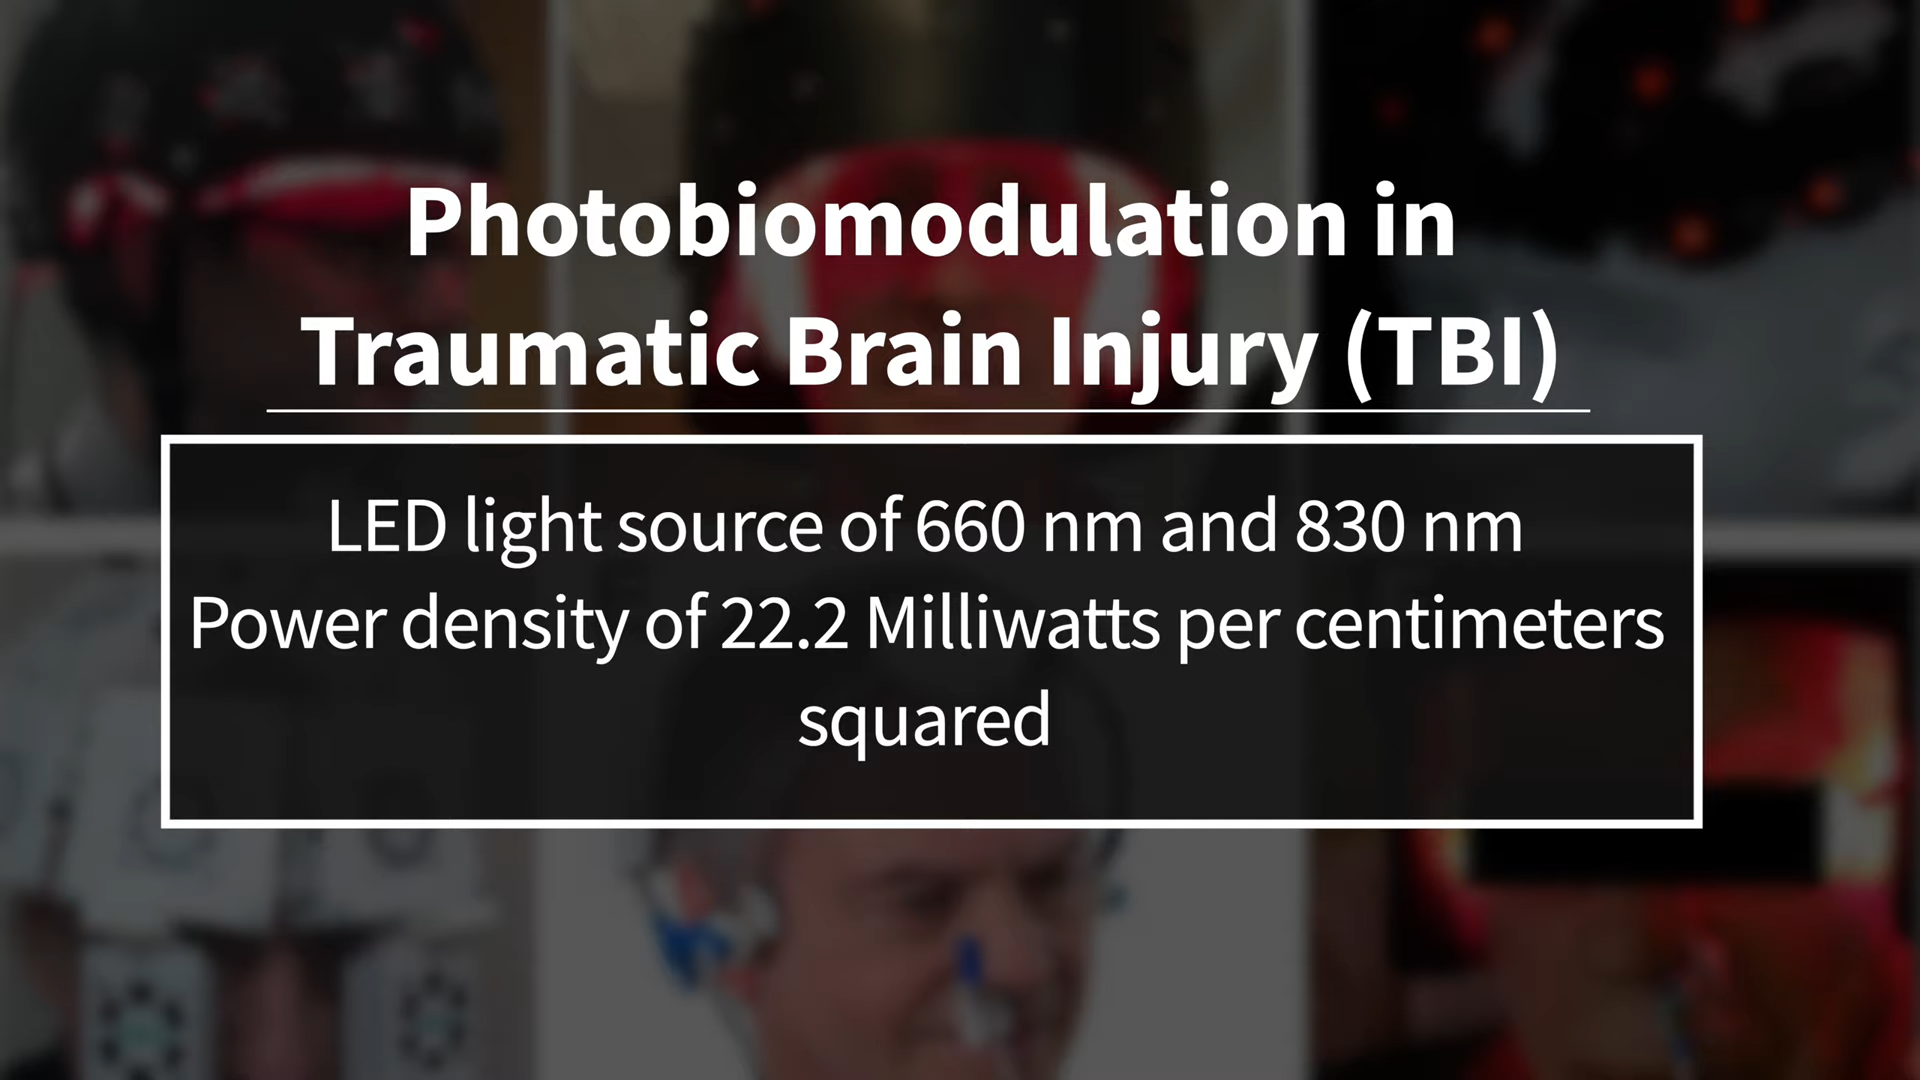 Photobiomodulation in
Traumatic Brain Injury (TBI)
LED light source of 660 nm and 830 nm
Power density of 22.2 Milliwatts per centimeters
squared